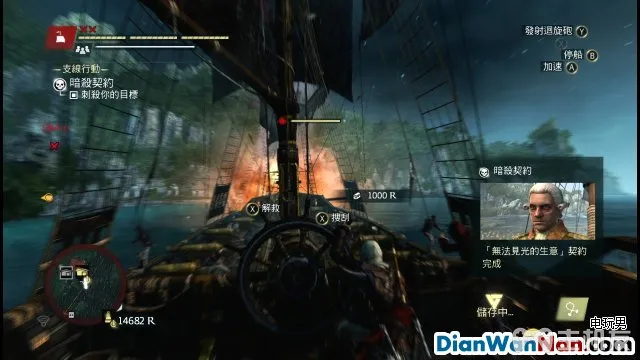 發射迴旋砲 Y
停船 B
加速 A
支線行動
暗殺契約
刺殺你的目標
1000 R
X 解救
X 搜刮
暗殺契約
「無法見光的生意」契約
完成
儲存中...
14682 R
电玩男
DianWanNan.com